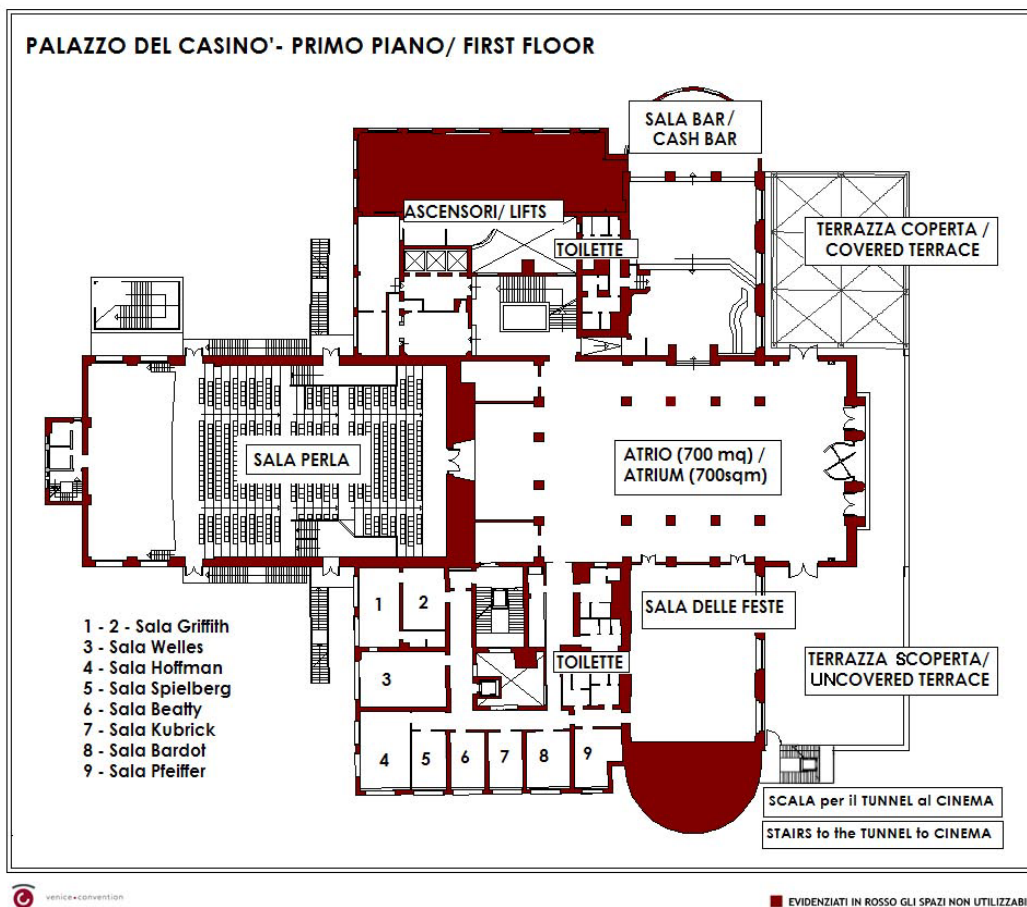 PALAZZO DEL CASINO'- PRIMO PIANO/ FIRST FLOOR
SALA BAR /
CASH BAR
ASCENSORI/ LIFTS
TOILETTE
TERRAZZA COPERTA /
COVERED TERRACE
SALA PERLA
ATRIO (700 mq) /
ATRIUM (700sqm)
1
2
3
4
5
6
7
8
9
SALA DELLE FESTE
TOILETTE
TERRAZZA SCOPERTA/
UNCOVERED TERRACE
1 - 2 - Sala Griffith
3 - Sala Welles
4 - Sala Hoffman
5 - Sala Spielberg
6 - Sala Beatty
7 - Sala Kubrick
8 - Sala Bardot
9 - Sala Pfeiffer
SCALA per il TUNNEL al CINEMA
STAIRS to the TUNNEL to CINEMA
venice•convention
EVIDENZIATI IN ROSSO GLI SPAZI NON UTILIZZABI